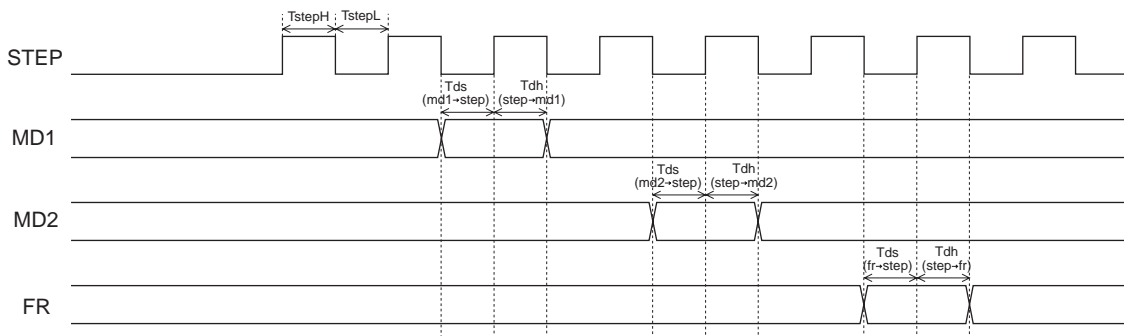 TstepH TstepL
STEP
Tds Tdh
(md1→step) (step→md1)
MD1
Tds Tdh
(md2→step) (step→md2)
MD2
Tds Tdh
(fr→step) (step→fr)
FR